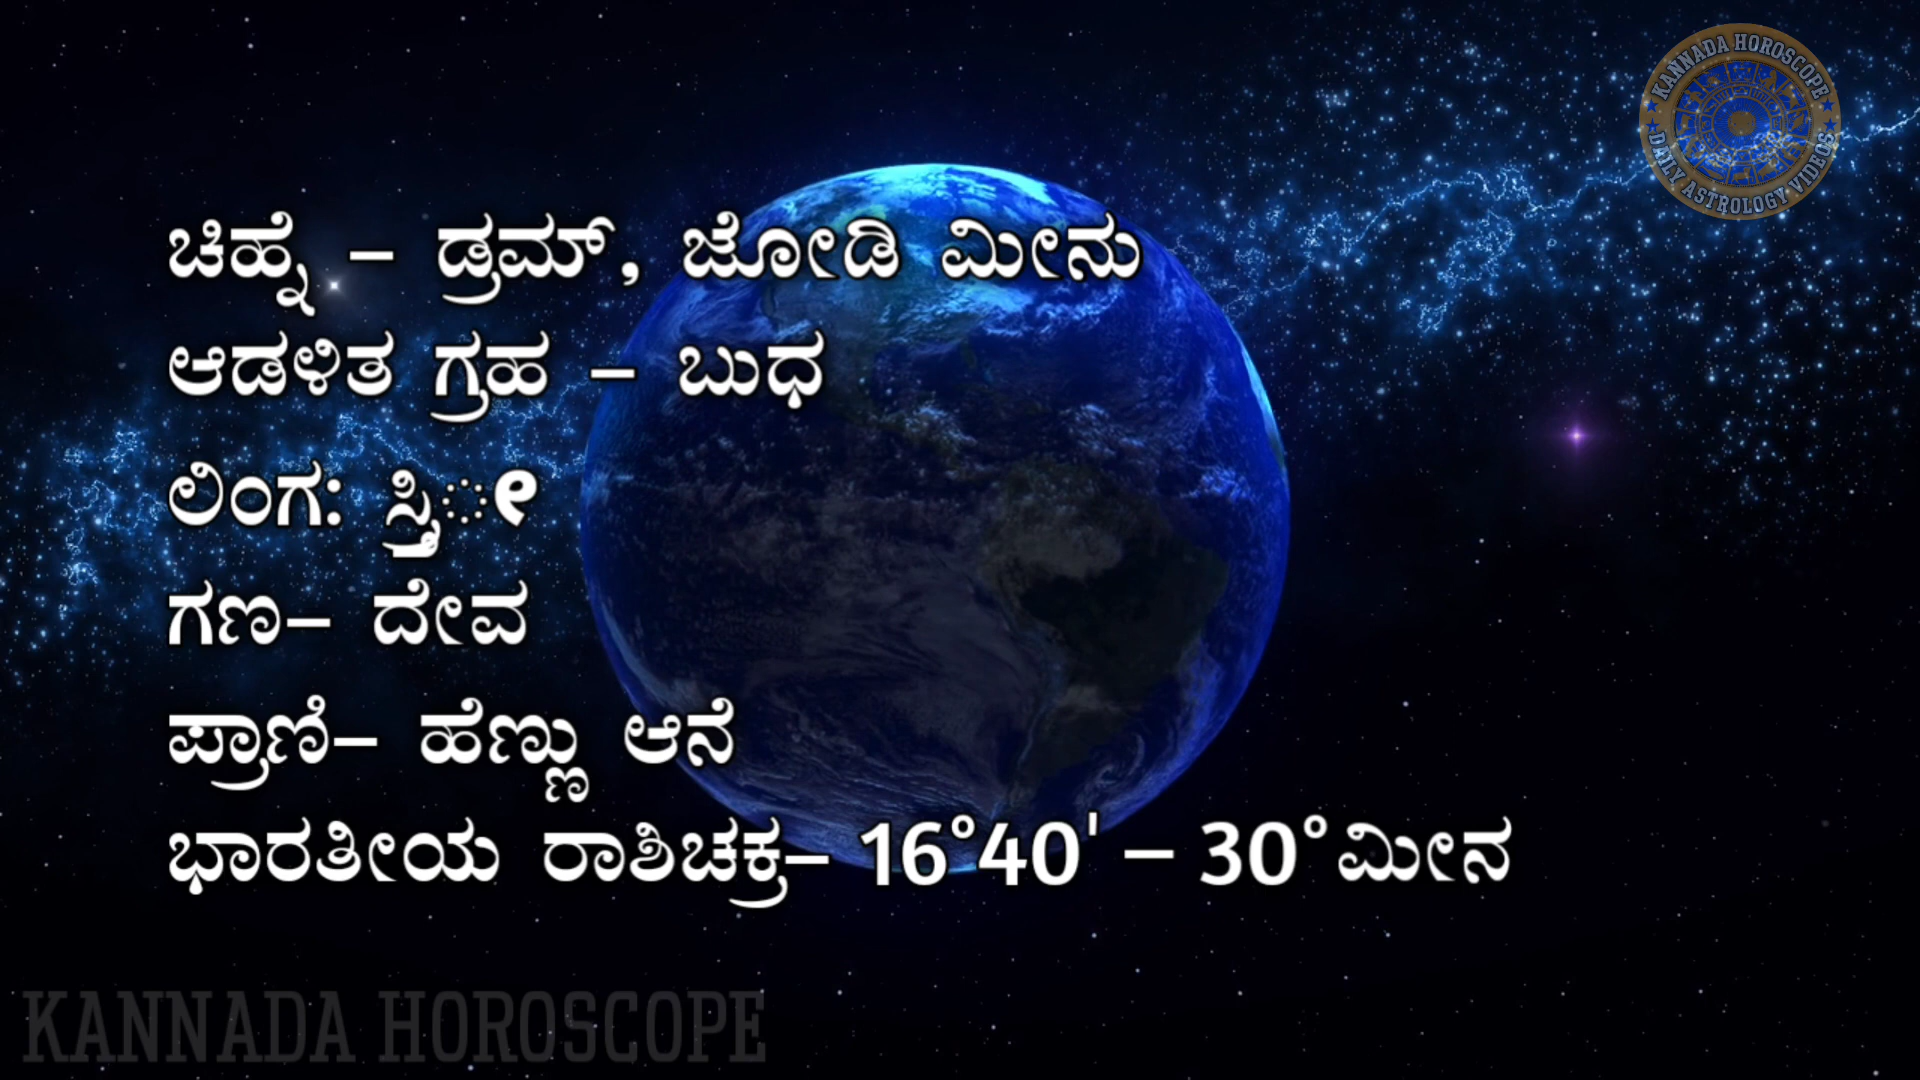 KANNADA HOROSCOPE
DAILY ASTROLOGY VIDEOS
ಚಿಹ್ನೆ – ಡ್ರಮ್, ಜೋಡಿ ಮೀನು
ಆಡಳಿತ ಗ್ರಹ – ಬುಧ
ಲಿಂಗ: ಸ್ತ್ರಿೀ
ಗಣ– ದೇವ
ಪ್ರಾಣಿ– ಹೆಣ್ಣು ಆನೆ
ಭಾರತೀಯ ರಾಶಿಚಕ್ರ– 16°40' – 30°ಮೀನ
KANNADA HOROSCOPE